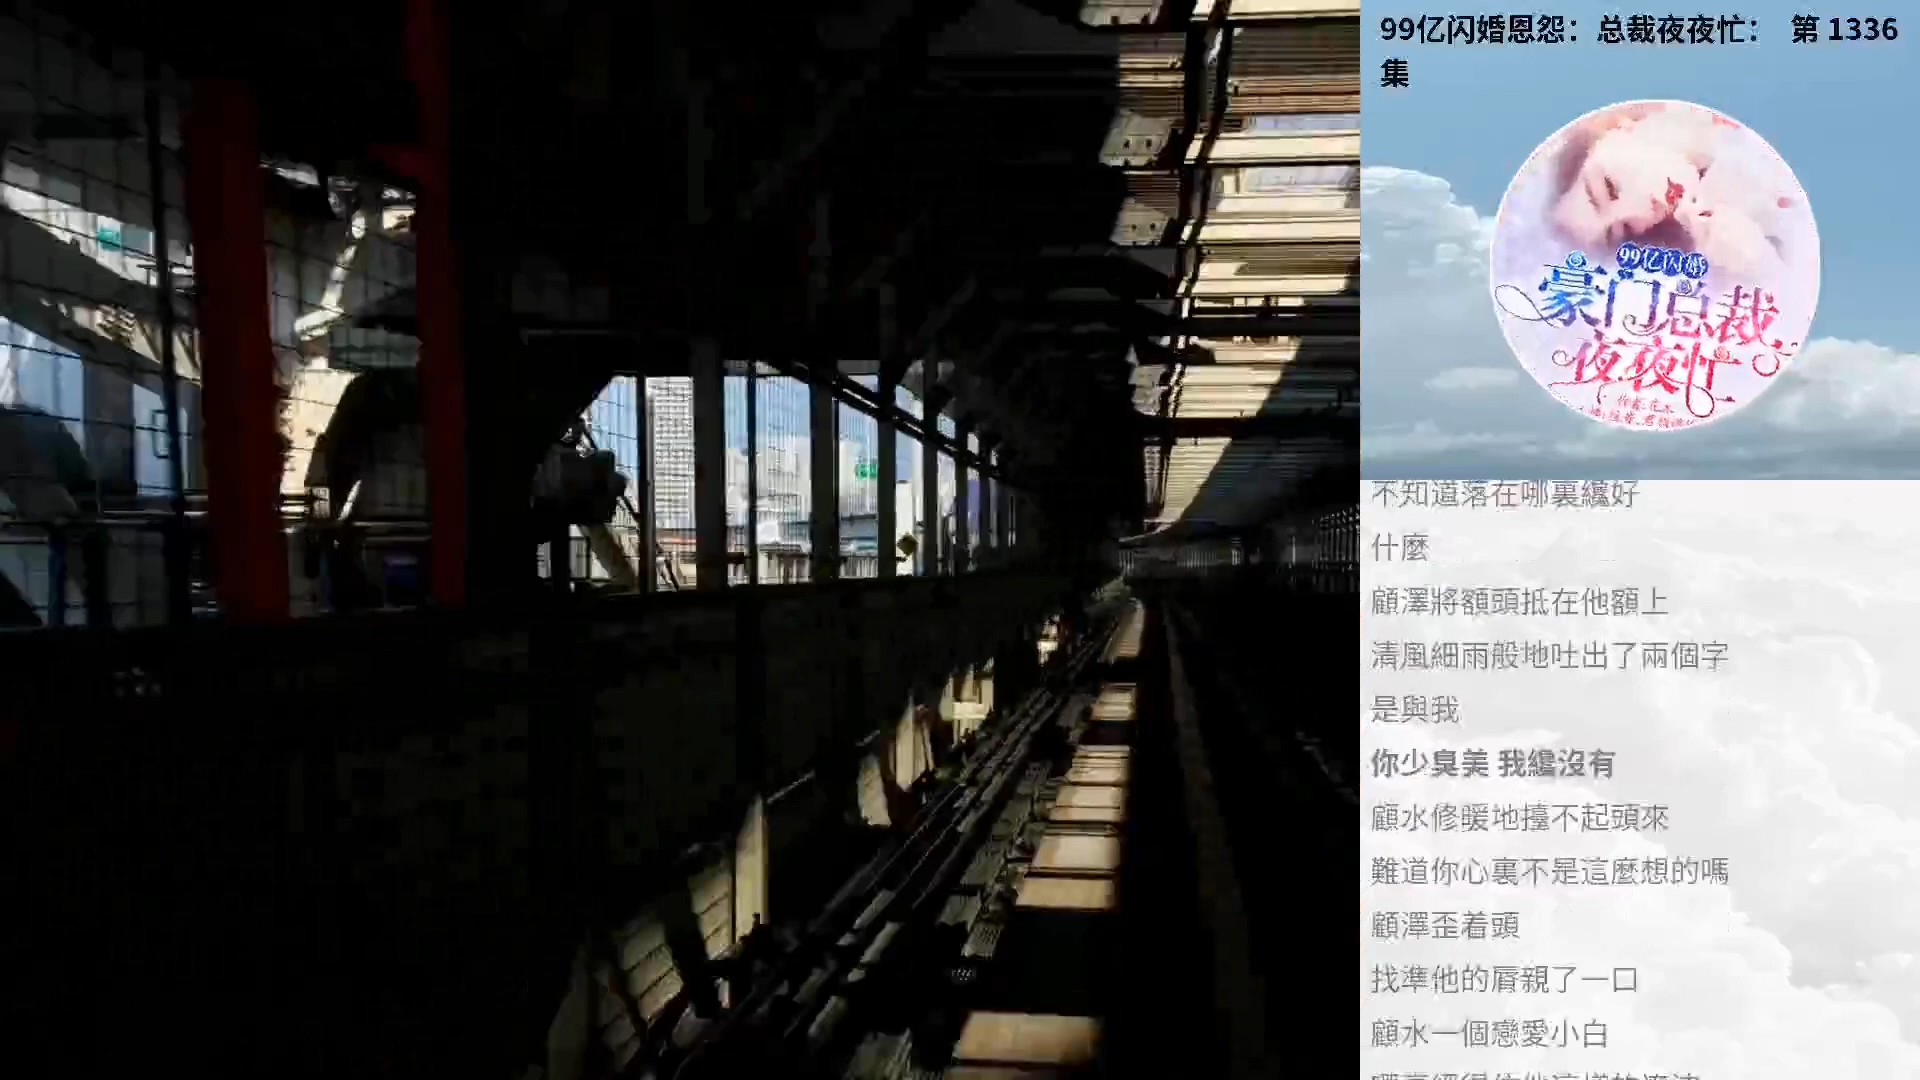 99亿闪婚恩怨：总裁夜夜忙： 第 1336
集
99亿闪婚
豪门总裁
夜夜忙
不知道落在哪裏纔好
什麼
顧澤將額頭抵在他額上
清風細雨般地吐出了兩個字
是與我
你少臭美 我纔沒有
顧水修暖地擡不起頭來
難道你心裏不是這麼想的嗎
顧澤歪着頭
找準他的脣親了一口
顧水一個戀愛小白